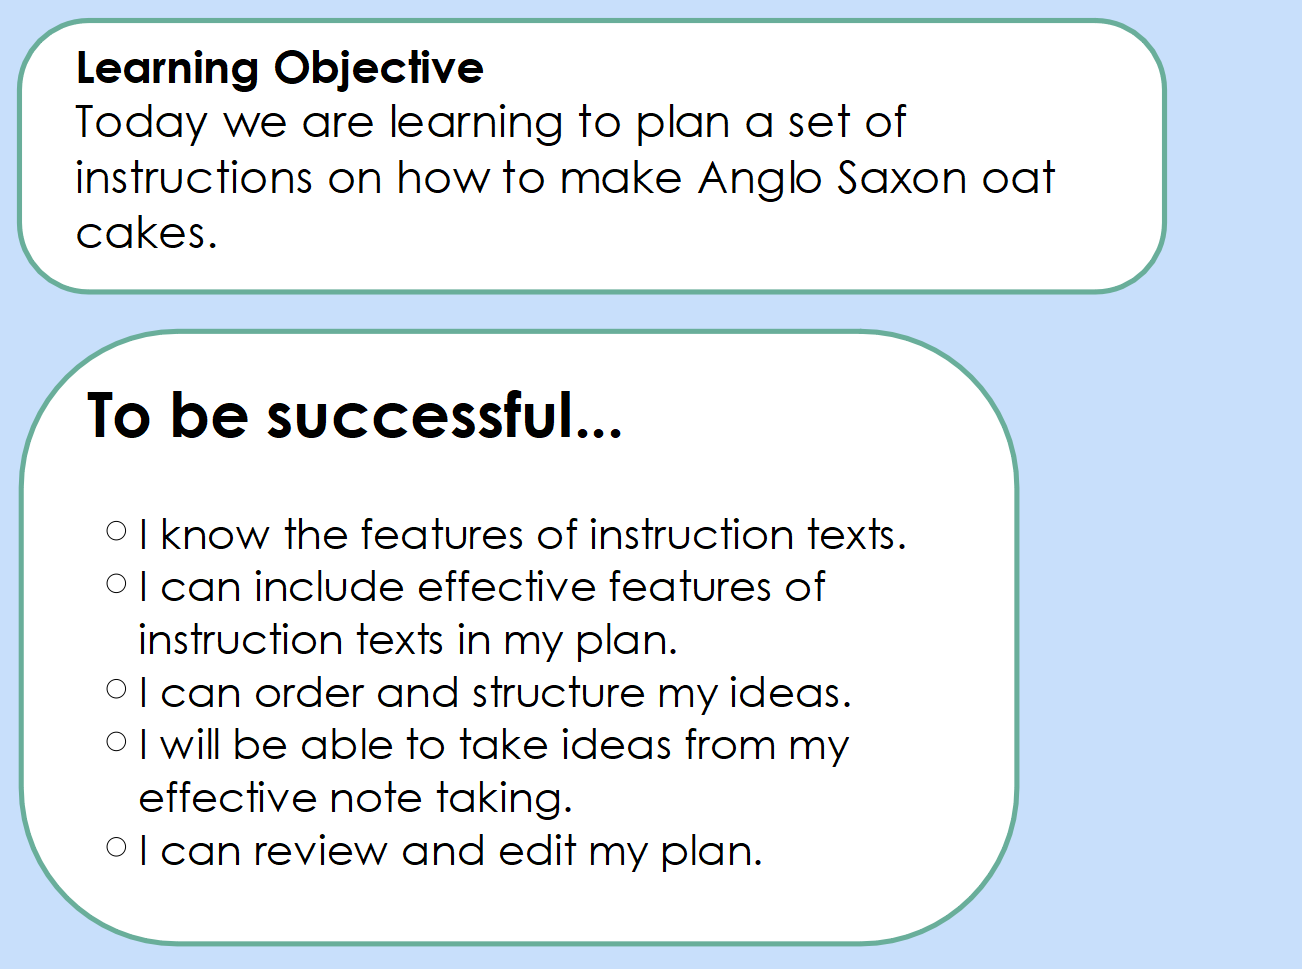 Learning Objective
Today we are learning to plan a set of
instructions on how to make Anglo Saxon oat
cakes.
To be successful...
○ I know the features of instruction texts.
○ I can include effective features of
instruction texts in my plan.
○ I can order and structure my ideas.
○ I will be able to take ideas from my
effective note taking.
○ I can review and edit my plan.